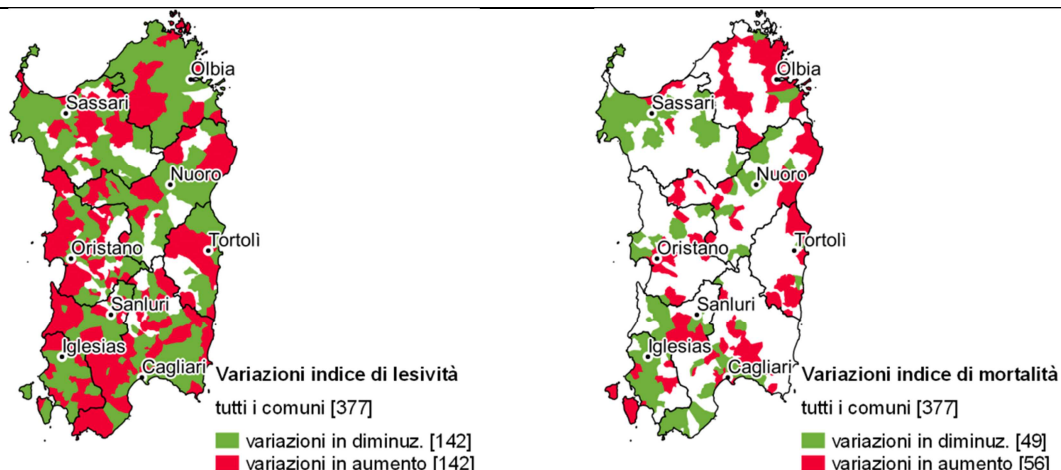 Olbia
Sassari
Nuoro
Oristano
Tortolì
Sanluri
Iglesias
Cagliari
Variazioni indice di lesività
tutti i comuni [377]
variazioni in diminuz. [142]
variazioni in aumento [142]
Olbia
Sassari
Nuoro
Oristano
Tortolì
Sanluri
Iglesias
Cagliari
Variazioni indice di mortalità
tutti i comuni [377]
variazioni in diminuz. [49]
variazioni in aumento [56]